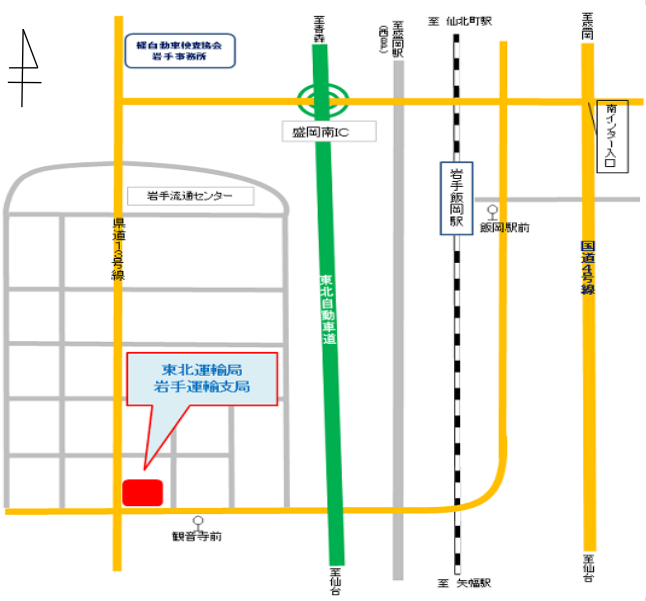 軽自動車検査協会
岩手事務所
至青森
至盛岡駅
(西BP)
至 仙北町駅
至盛岡
盛岡南IC
南インター入口
岩手流通センター
岩手飯岡駅
飯岡駅前
県道13号線
国道4号線
東北自動車道
東北運輸局
岩手運輸支局
観音寺前
至仙台
至 矢幅駅
至仙台